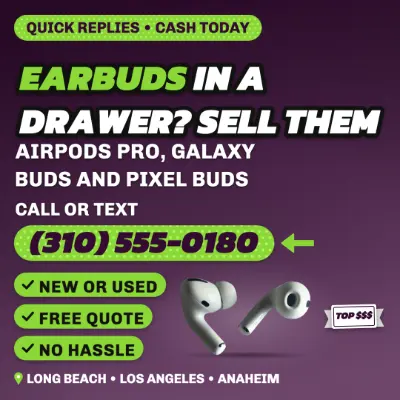 QUICK REPLIES • CASH TODAY
EARBUDS IN A
DRAWER? SELL THEM
AIRPODS PRO, GALAXY
BUDS AND PIXEL BUDS
CALL OR TEXT
(310) 555-0180
NEW OR USED
FREE QUOTE
TOP $$$
NO HASSLE
LONG BEACH • LOS ANGELES • ANAHEIM